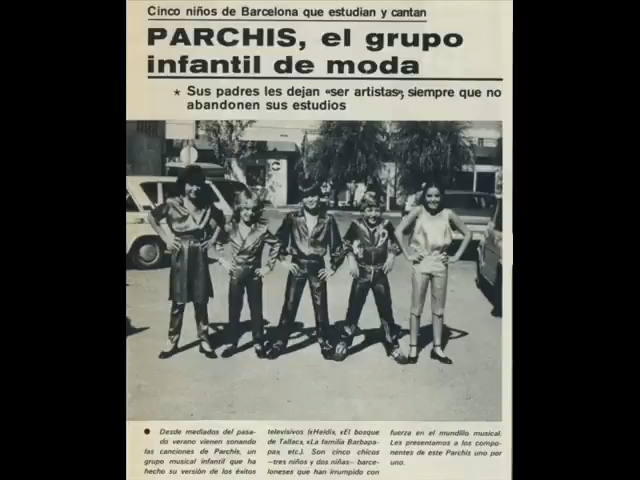 Cinco niños de Barcelona que estudian y cantan
PARCHIS, el grupo
infantil de moda
★ Sus padres les dejan «ser artistas», siempre que no
abandonen sus estudios
● Desde mediados del pasa-
do verano vienen sonando
las canciones de Parchís, un
grupo musical infantil que ha
hecho su versión de los éxitos
televisivos («Heidi», «El bosque
de Tallac», «La familia Barbapa-
pa», etc.). Son cinco chicos
—tres niños y dos niñas— barce-
loneses que han irrumpido con
fuerza en el mundillo musical.
Les presentamos a los compo-
nentes de este Parchís uno por
uno.